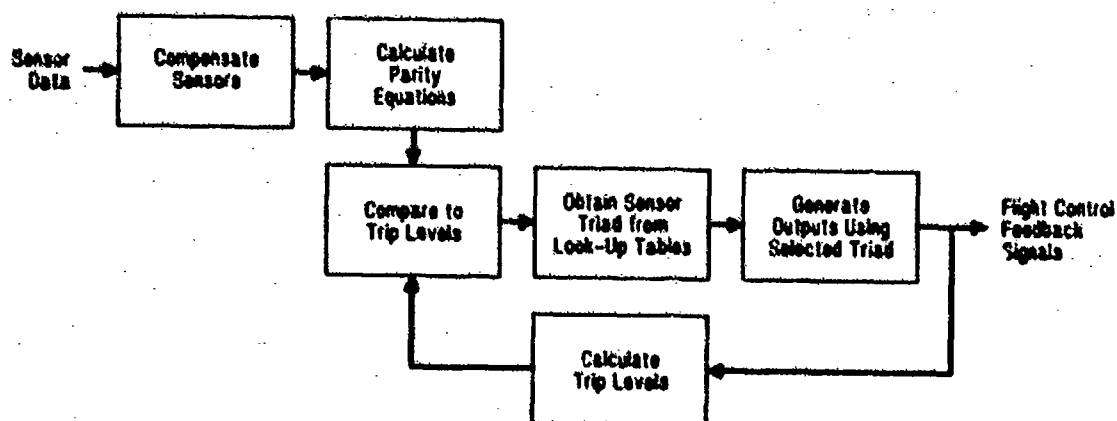 Sensor
Data
Compensate
Sensors
Calculate
Parity
Equations
Compare to
Trip Levels
Obtain Sensor
Triad from
Look-Up Tables
Generate
Outputs Using
Selected Triad
Flight Control
Feedback
Signals
Calculate
Trip Levels